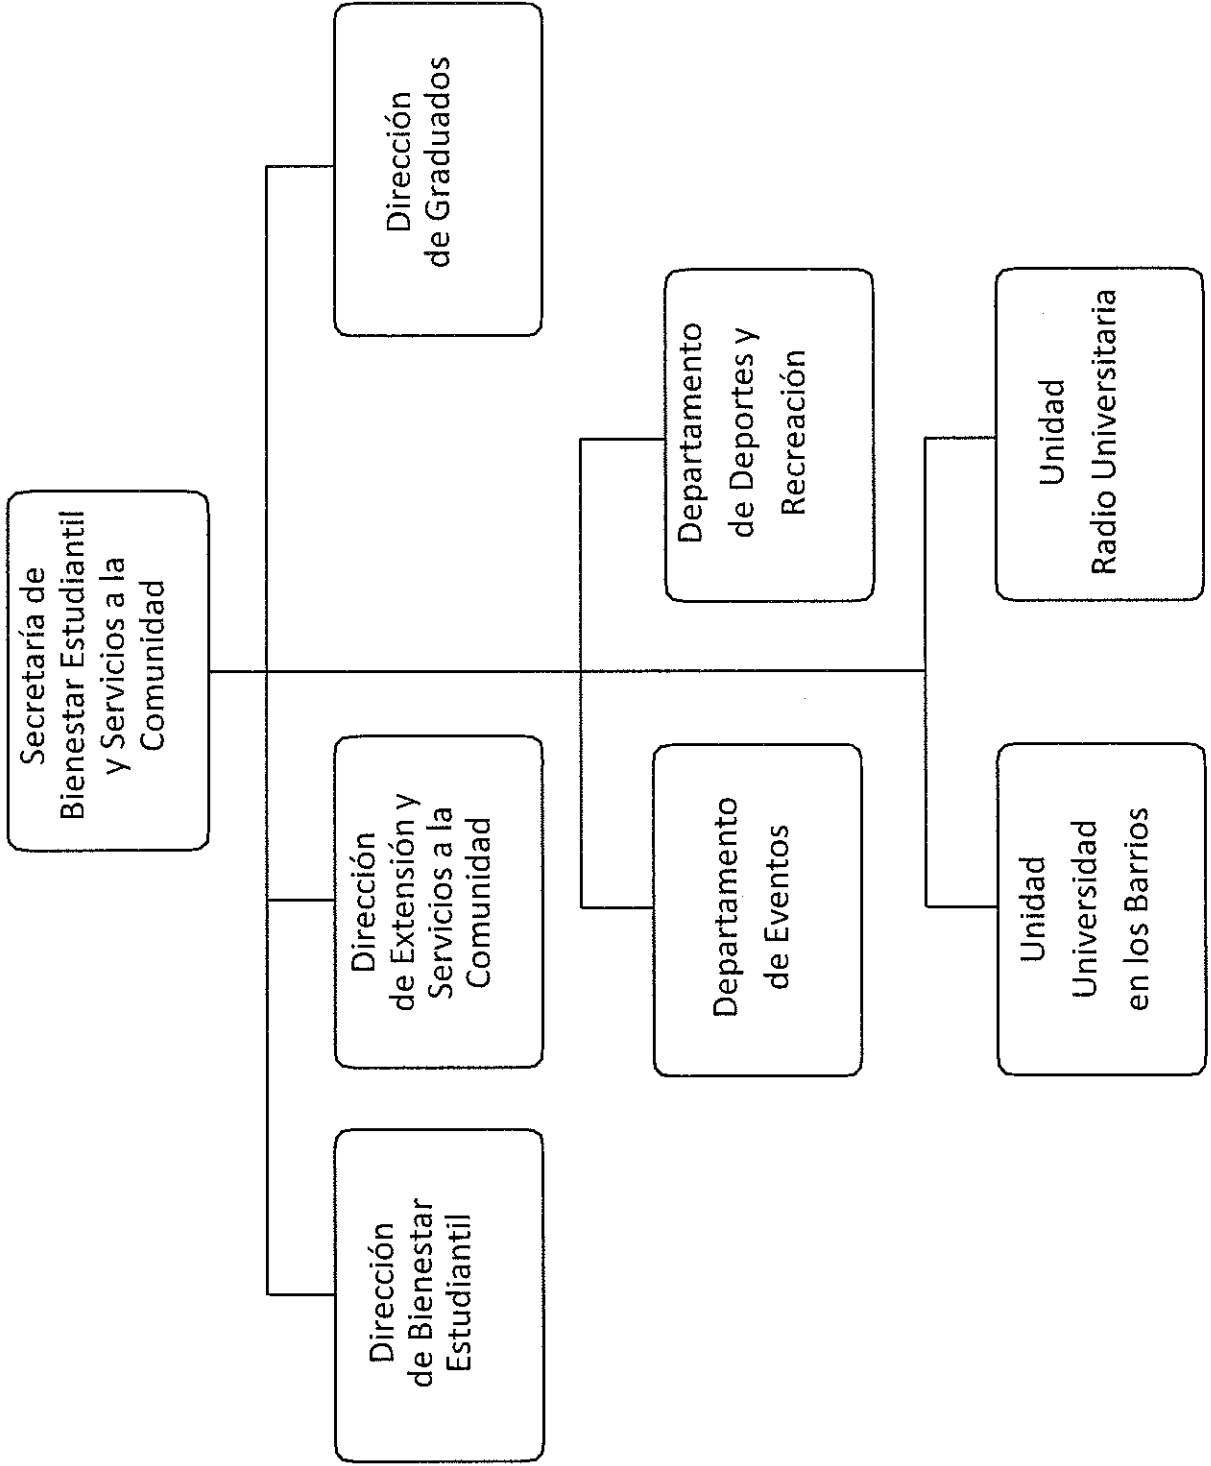 Secretaría de
Bienestar Estudiantil
y Servicios a la
Comunidad
Dirección
de Bienestar
Estudiantil
Dirección
de Extensión y
Servicios a la
Comunidad
Dirección
de Graduados
Departamento
de Eventos
Departamento
de Deportes y
Recreación
Unidad
Universidad
en los Barrios
Unidad
Radio Universitaria